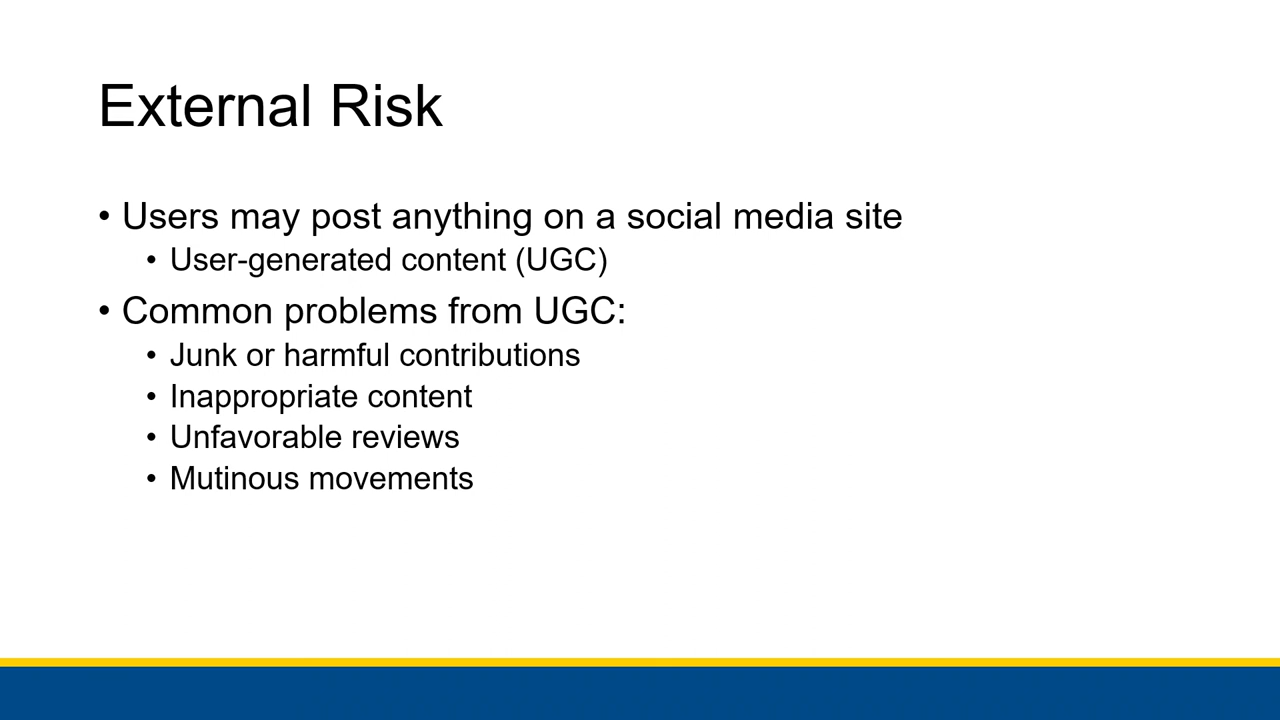 External Risk
• Users may post anything on a social media site
• User-generated content (UGC)
• Common problems from UGC:
• Junk or harmful contributions
• Inappropriate content
• Unfavorable reviews
• Mutinous movements